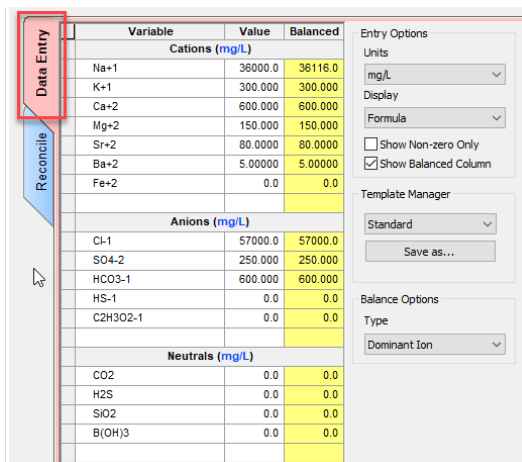 Data Entry
Reconcile
Variable Value Balanced
Cations (mg/L)
Na+1 36000.0 36116.0
K+1 300.000 300.000
Ca+2 600.000 600.000
Mg+2 150.000 150.000
Sr+2 80.0000 80.0000
Ba+2 5.00000 5.00000
Fe+2 0.0 0.0
Anions (mg/L)
Cl-1 57000.0 57000.0
SO4-2 250.000 250.000
HCO3-1 600.000 600.000
HS-1 0.0 0.0
C2H3O2-1 0.0 0.0
Neutrals (mg/L)
CO2 0.0 0.0
H2S 0.0 0.0
SiO2 0.0 0.0
B(OH)3 0.0 0.0
Entry Options
Units
mg/L
Display
Formula
Show Non-zero Only
Show Balanced Column
Template Manager
Standard
Save as...
Balance Options
Type
Dominant Ion